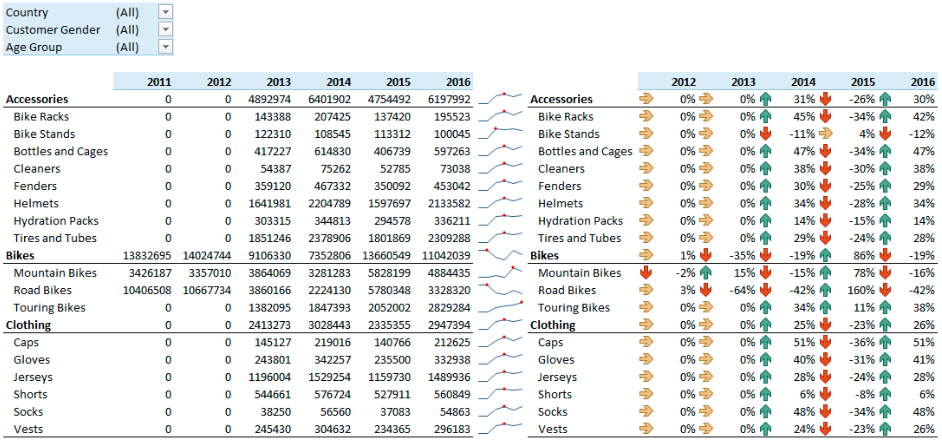 Country (All)
Customer Gender (All)
Age Group (All)
2011 2012 2013 2014 2015 2016 2012 2013 2014 2015 2016
Accessories 0 0 4892974 6401902 4754492 6197992 Accessories 0% 0% 31% -26% 30%
Bike Racks 0 0 143388 207425 137420 195523 Bike Racks 0% 0% 45% -34% 42%
Bike Stands 0 0 122310 108545 113312 100045 Bike Stands 0% 0% -11% 4% -12%
Bottles and Cages 0 0 417227 614830 406739 597263 Bottles and Cages 0% 0% 47% -34% 47%
Cleaners 0 0 54387 75262 52785 73038 Cleaners 0% 0% 38% -30% 38%
Fenders 0 0 359120 467332 350092 453042 Fenders 0% 0% 30% -25% 29%
Helmets 0 0 1641981 2204789 1597697 2133582 Helmets 0% 0% 34% -28% 34%
Hydration Packs 0 0 303315 344813 294578 336211 Hydration Packs 0% 0% 14% -15% 14%
Tires and Tubes 0 0 1851246 2378906 1801869 2309288 Tires and Tubes 0% 0% 29% -24% 28%
Bikes 13832695 14024744 9106330 7352806 13660549 11042039 Bikes 1% -35% -19% 86% -19%
Mountain Bikes 3426187 3357010 3864069 3281283 5828199 4884435 Mountain Bikes -2% 15% -15% 78% -16%
Road Bikes 10406508 10667734 3860166 2224130 5780348 3328320 Road Bikes 3% -64% -42% 160% -42%
Touring Bikes 0 0 1382095 1847393 2052002 2829284 Touring Bikes 0% 0% 34% 11% 38%
Clothing 0 0 2413273 3028443 2335355 2947394 Clothing 0% 0% 25% -23% 26%
Caps 0 0 145127 219016 140766 212625 Caps 0% 0% 51% -36% 51%
Gloves 0 0 243801 342257 235500 332938 Gloves 0% 0% 40% -31% 41%
Jerseys 0 0 1196004 1529254 1159730 1489936 Jerseys 0% 0% 28% -24% 28%
Shorts 0 0 544661 576724 527911 560849 Shorts 0% 0% 6% -8% 6%
Socks 0 0 38250 56560 37083 54863 Socks 0% 0% 48% -34% 48%
Vests 0 0 245430 304632 234365 296183 Vests 0% 0% 24% -23% 26%